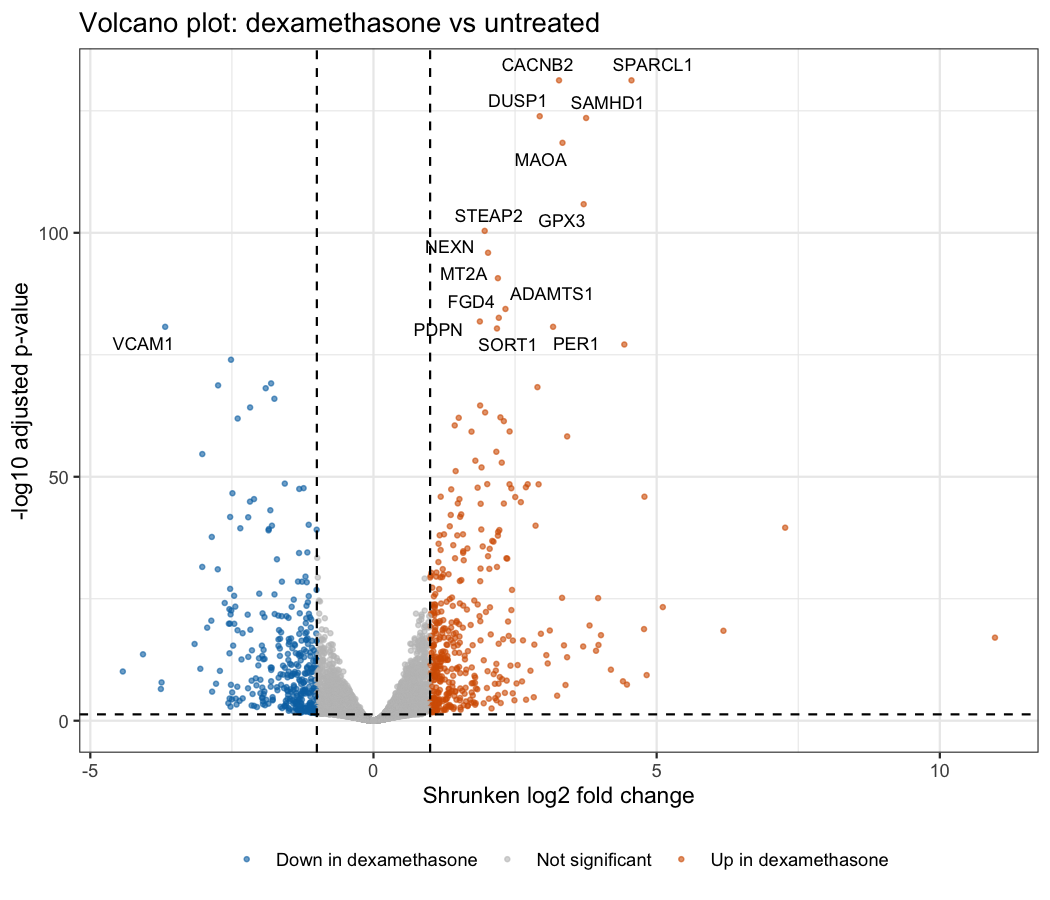 Volcano plot: dexamethasone vs untreated
CACNB2
SPARCL1
DUSP1
SAMHD1
MAOA
STEAP2
GPX3
NEXN
MT2A
ADAMTS1
FGD4
PDPN
SORT1
PER1
VCAM1
100
50
0
-log10 adjusted p-value
-5
0
5
10
Shrunken log2 fold change
Down in dexamethasone
Not significant
Up in dexamethasone